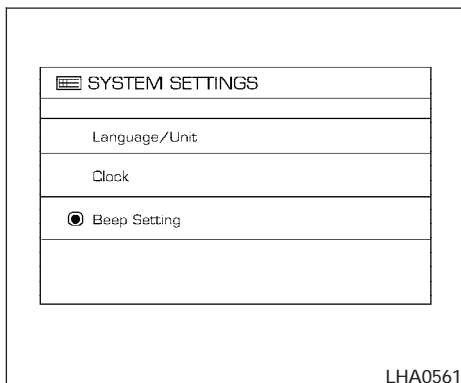 SYSTEM SETTINGS
Language/Unit
Clock
Beep Setting
LHA0561